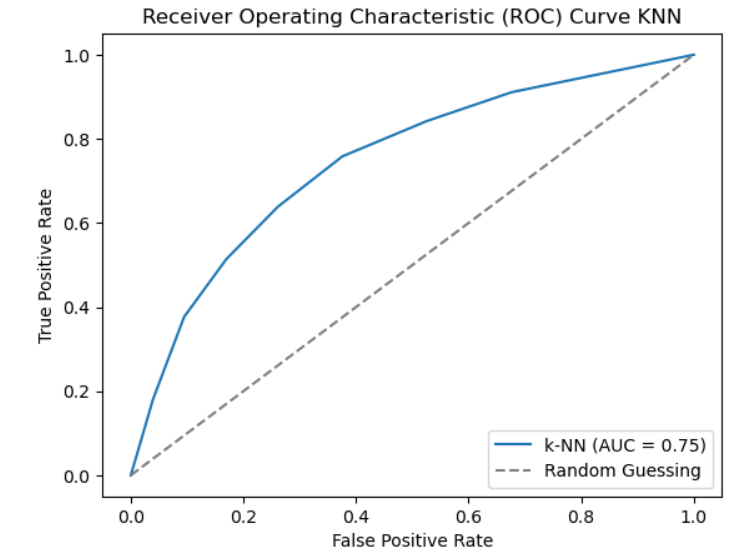 Receiver Operating Characteristic (ROC) Curve KNN
True Positive Rate
1.0
0.8
0.6
0.4
0.2
0.0
k-NN (AUC = 0.75)
Random Guessing
0.0 0.2 0.4 0.6 0.8 1.0
False Positive Rate